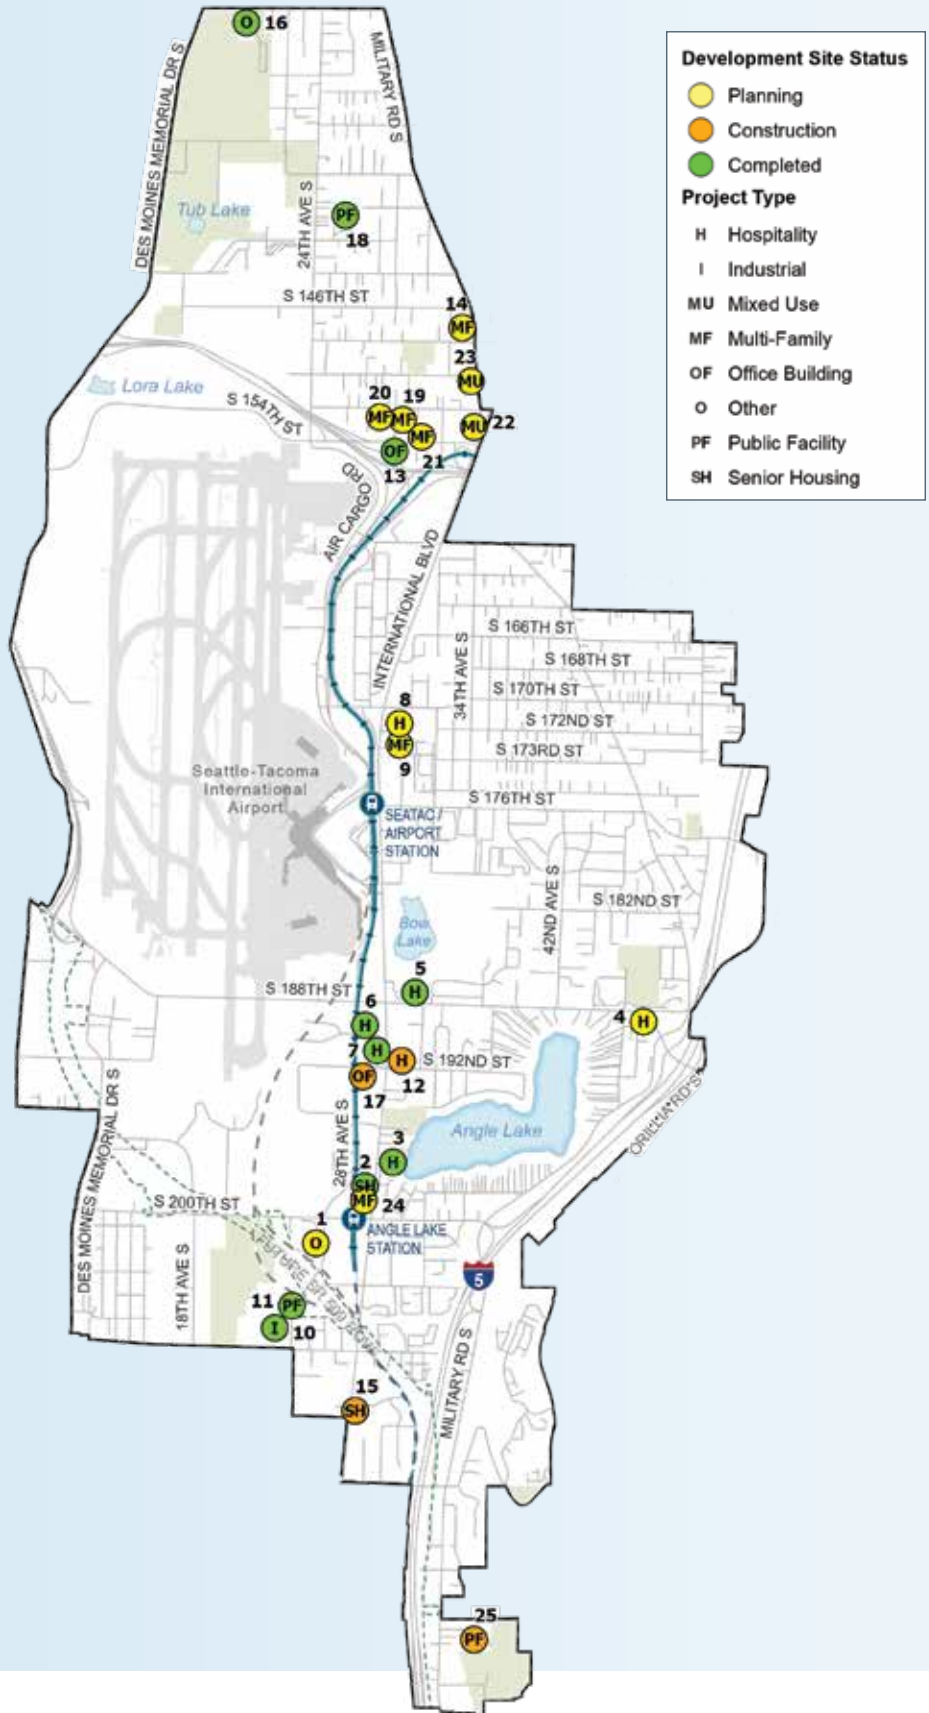 O 16
DES MOINES MEMORIAL DR S
MILITARY RD S
Tub Lake
24TH AVE S
PF
18
S 146TH ST
14
MF
23
MU
Lora Lake
S 154TH ST
20 19
MF MF
MF
MU 22
OF
21
13
AIR CARGO RD
INTERNATIONAL BLVD
34TH AVE S
S 166TH ST
S 168TH ST
S 170TH ST
S 172ND ST
S 173RD ST
S 176TH ST
8
H
MF
9
Seattle-Tacoma
International
Airport
SEATAC /
AIRPORT
STATION
Bow
Lake
42ND AVE S
S 182ND ST
S 188TH ST
5
H
6
H
4 H
7 H
H
12
S 192ND ST
OF
17
28TH AVE S
Angle Lake
3
H
2
SH
MF
24
ORILLIA RD S
DES MOINES MEMORIAL DR S
S 200TH ST
1
O
ANGLE LAKE
STATION
18TH AVE S
5
11 PF
I 10
15
SH
MILITARY RD S
25
PF
Development Site Status
Planning
Construction
Completed
Project Type
H Hospitality
I Industrial
MU Mixed Use
MF Multi-Family
OF Office Building
O Other
PF Public Facility
SH Senior Housing